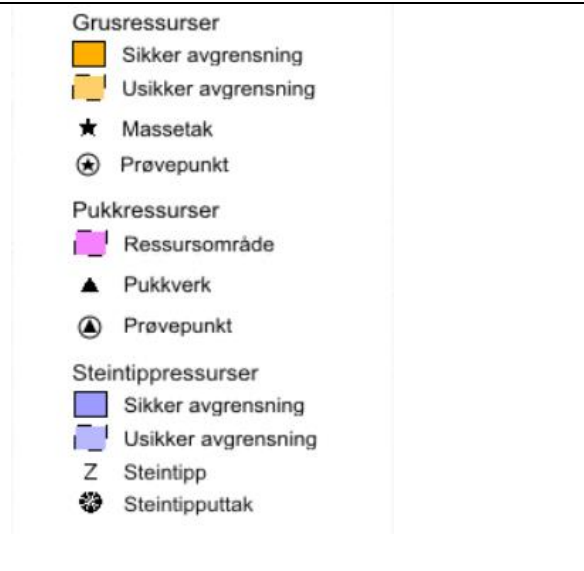 Grusressurser
Sikker avgrensning
Usikker avgrensning
Massetak
Prøvepunkt
Pukkressurser
Ressursområde
Pukkverk
Prøvepunkt
Steintippressurser
Sikker avgrensning
Usikker avgrensning
Z Steintipp
Steintipputtak